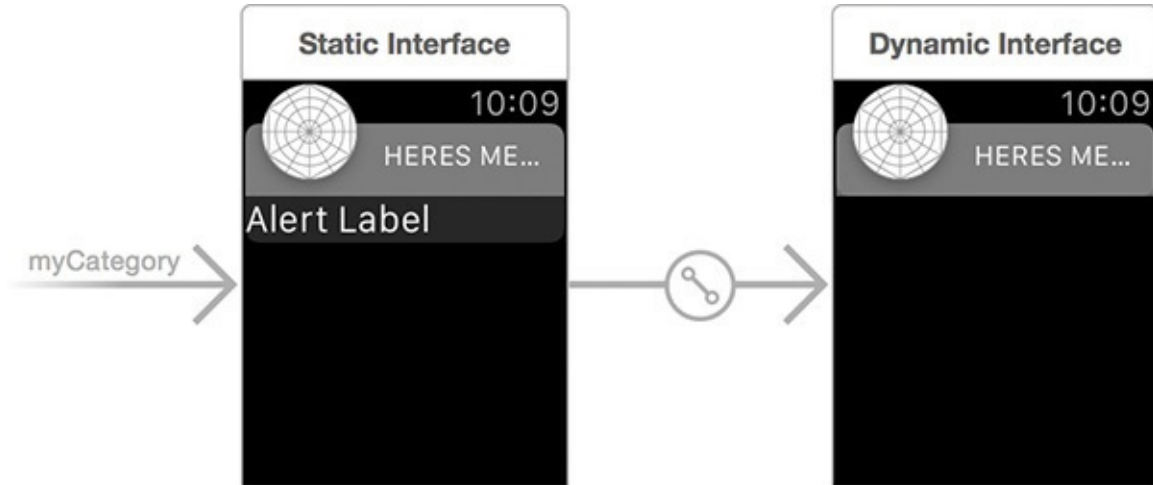 Static Interface
Dynamic Interface
10:09
HERES ME...
Alert Label
10:09
HERES ME...
myCategory